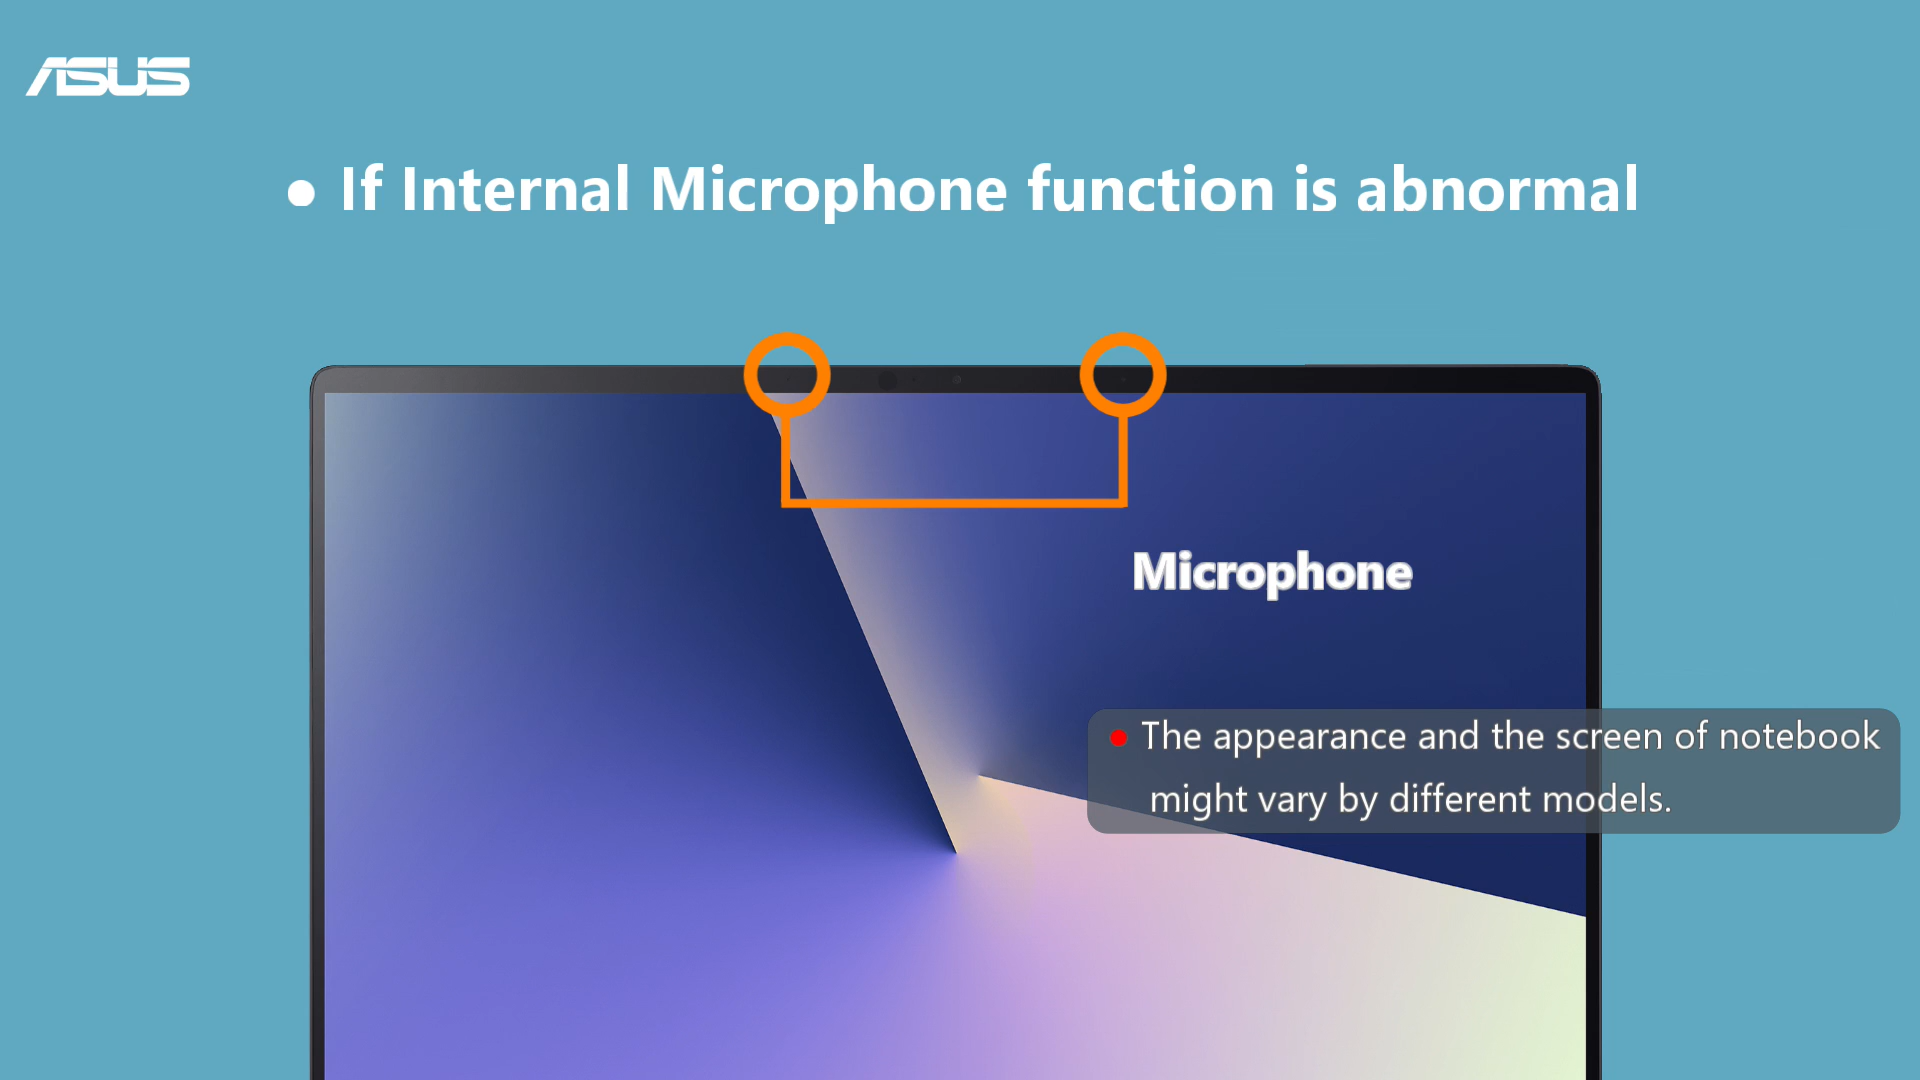 ASUS
• If Internal Microphone function is abnormal
Microphone
• The appearance and the screen of notebook
might vary by different models.